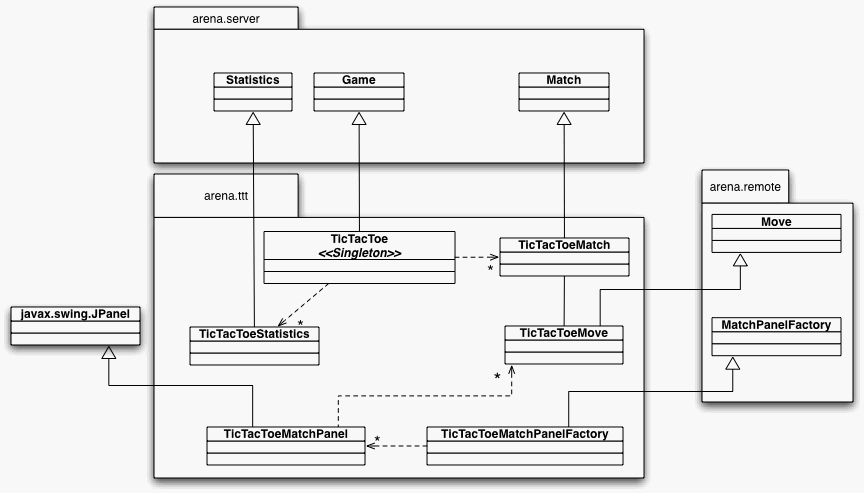 arena.server
Statistics
Game
Match
arena.ttt
arena.remote
TicTacToe
<<Singleton>>
*
TicTacToeMatch
Move
javax.swing.JPanel
*
TicTacToeStatistics
TicTacToeMove
MatchPanelFactory
*
TicTacToeMatchPanel
*
TicTacToeMatchPanelFactory